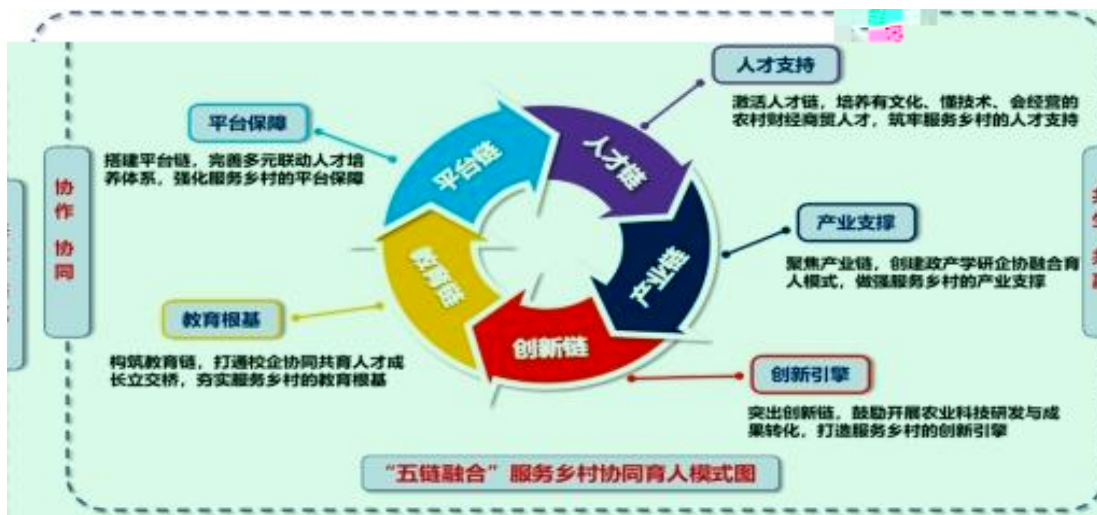 人才支持
激活人才链，培养有文化、懂技术、会经营的
农村财经商贸人才，筑牢服务乡村的人才支持
平台保障
搭建平台链，完善多元联动人才培
养体系，强化服务乡村的平台保障
协作 协同
平台链
人才链
产业支撑
聚焦产业链，创建政产学研企协融合育
人模式，做强服务乡村的产业支撑
教育链
产业链
创新链
教育根基
构筑教育链，打通校企协同共育人才成
长立交桥，夯实服务乡村的教育根基
创新引擎
突出创新链，鼓励开展农业科技研发与成
果转化，打造服务乡村的创新引擎
“五链融合”服务乡村协同育人模式图